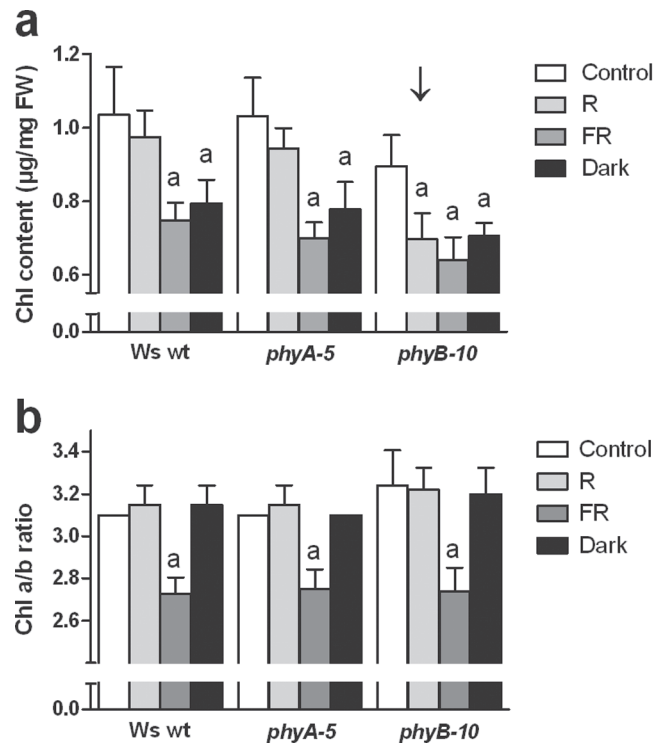 a
Chl content (µg/mg FW)
1.2
1.0
0.8
0.6
0.0
a
a
a
a
a
a
a
Ws wt
phyA-5
phyB-10
Control
R
FR
Dark
b
Chl a/b ratio
3.4
3.2
3.0
2.8
2.6
0.0
a
a
a
Ws wt
phyA-5
phyB-10
Control
R
FR
Dark